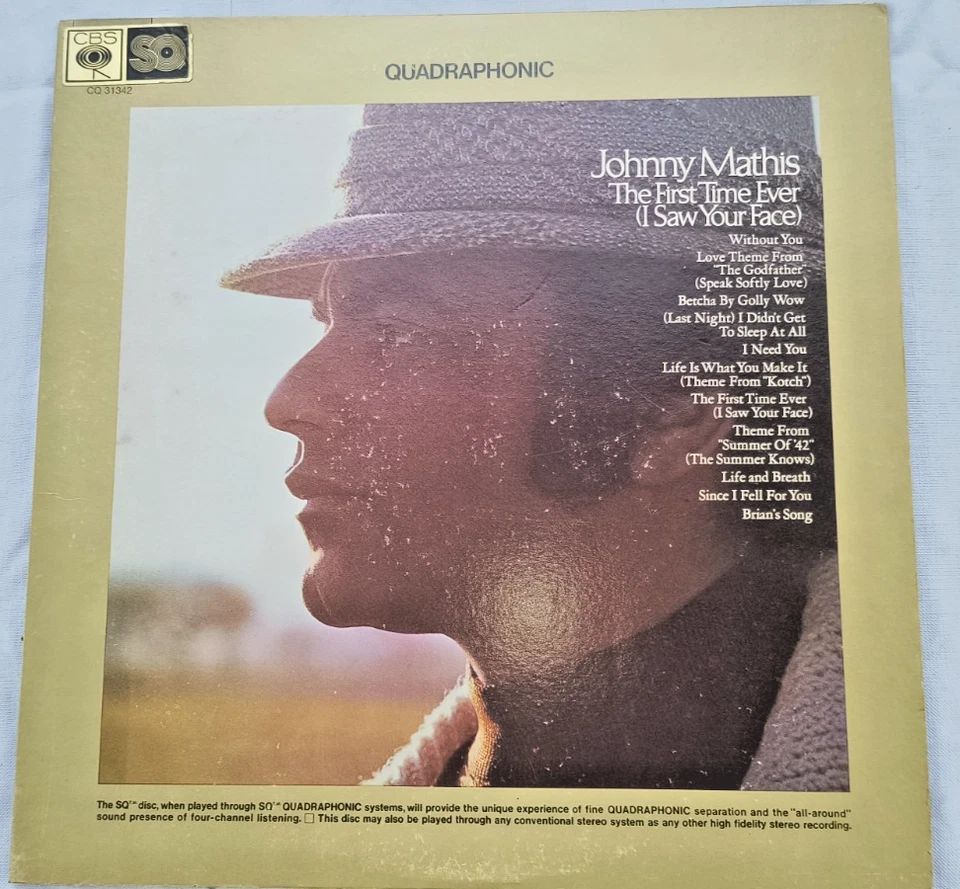 CBS
SQ
CQ 31342
QUADRAPHONIC
Johnny Mathis
The First Time Ever
(I Saw Your Face)
Without You
Love Theme From
"The Godfather"
(Speak Softly Love)
Betcha By Golly Wow
(Last Night) I Didn't Get
To Sleep At All
I Need You
Life Is What You Make It
(Theme From "Kotch")
The First Time Ever
(I Saw Your Face)
Theme From
"Summer Of '42"
(The Summer Knows)
Life and Breath
Since I Fell For You
Brian's Song
The SQ™ disc, when played through SQ™ QUADRAPHONIC systems, will provide the unique experience of fine QUADRAPHONIC separation and the "all-around"
sound presence of four-channel listening. □ This disc may also be played through any conventional stereo system as any other high fidelity stereo recording.